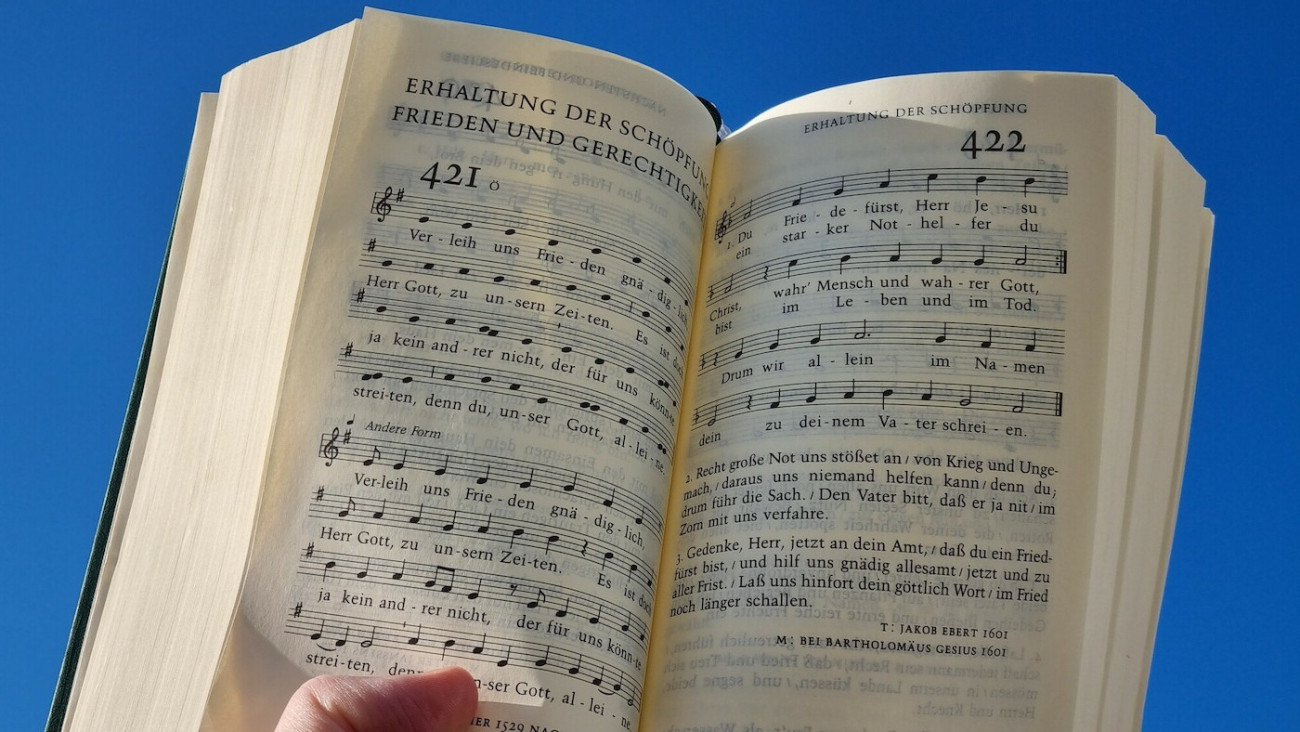 ERHALTUNG DER SCHÖPFUNG
FRIEDEN UND GERECHTIGKEI
421 ö
Ver - leih uns Frie - den gnä - dig - lich
Herr Gott, zu un - sern Zei - ten. Es ist doch
ja kein and - rer nicht, der für uns könn - te
strei - ten, denn du, un - ser Gott, al - lei - ne.
Andere Form
Ver - leih uns Frie - den gnä - dig - lich,
Herr Gott, zu un - sern Zei - ten. Es ist doch
ja kein and - rer nicht, der für uns könn - te
strei - ten, den n - ser Gott, al - lei - ne.
1529
ERHALTUNG DER SCHÖPFUNG
422
1. Du Frie - de - fürst, Herr Je - su
ein star - ker Not - hel - fer du
Christ, wahr' Mensch und wah - rer Gott,
bist im Le - ben und im Tod.
Drum wir al - lein im Na - men
dein zu dei - nem Va - ter schrei - en.
2. Recht große Not uns stößet an / von Krieg und Unge-
mach, / daraus uns niemand helfen kann / denn du;
drum führ die Sach. / Den Vater bitt, daß er ja nit / im
Zorn mit uns verfahre.
3. Gedenke, Herr, jetzt an dein Amt, / daß du ein Fried-
fürst bist, / und hilf uns gnädig allesamt / jetzt und zu
aller Frist. / Laß uns hinfort dein göttlich Wort / im Fried
noch länger schallen.
T: JAKOB EBERT 1601
M: BEI BARTHOLOMÄUS GESIUS 1601